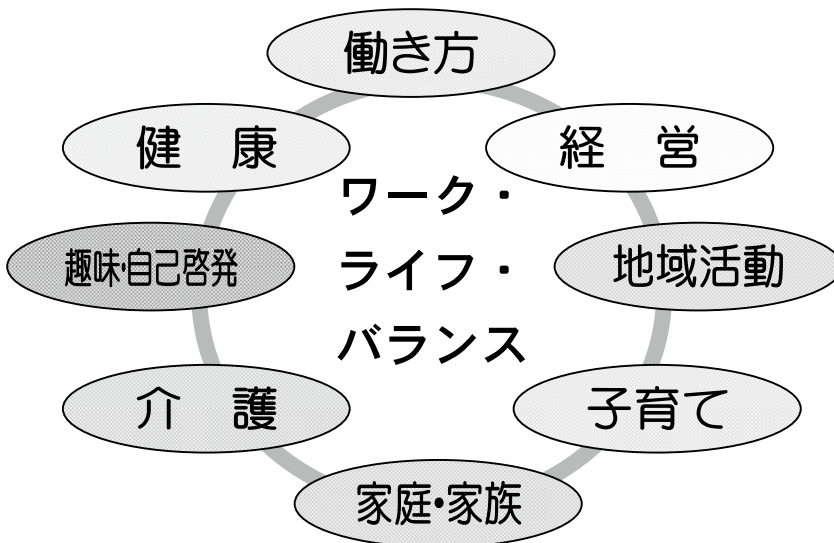 働き方
健　康
経　営
ワーク・
ライフ・
バランス
趣味・自己啓発
地域活動
介　護
子育て
家庭・家族